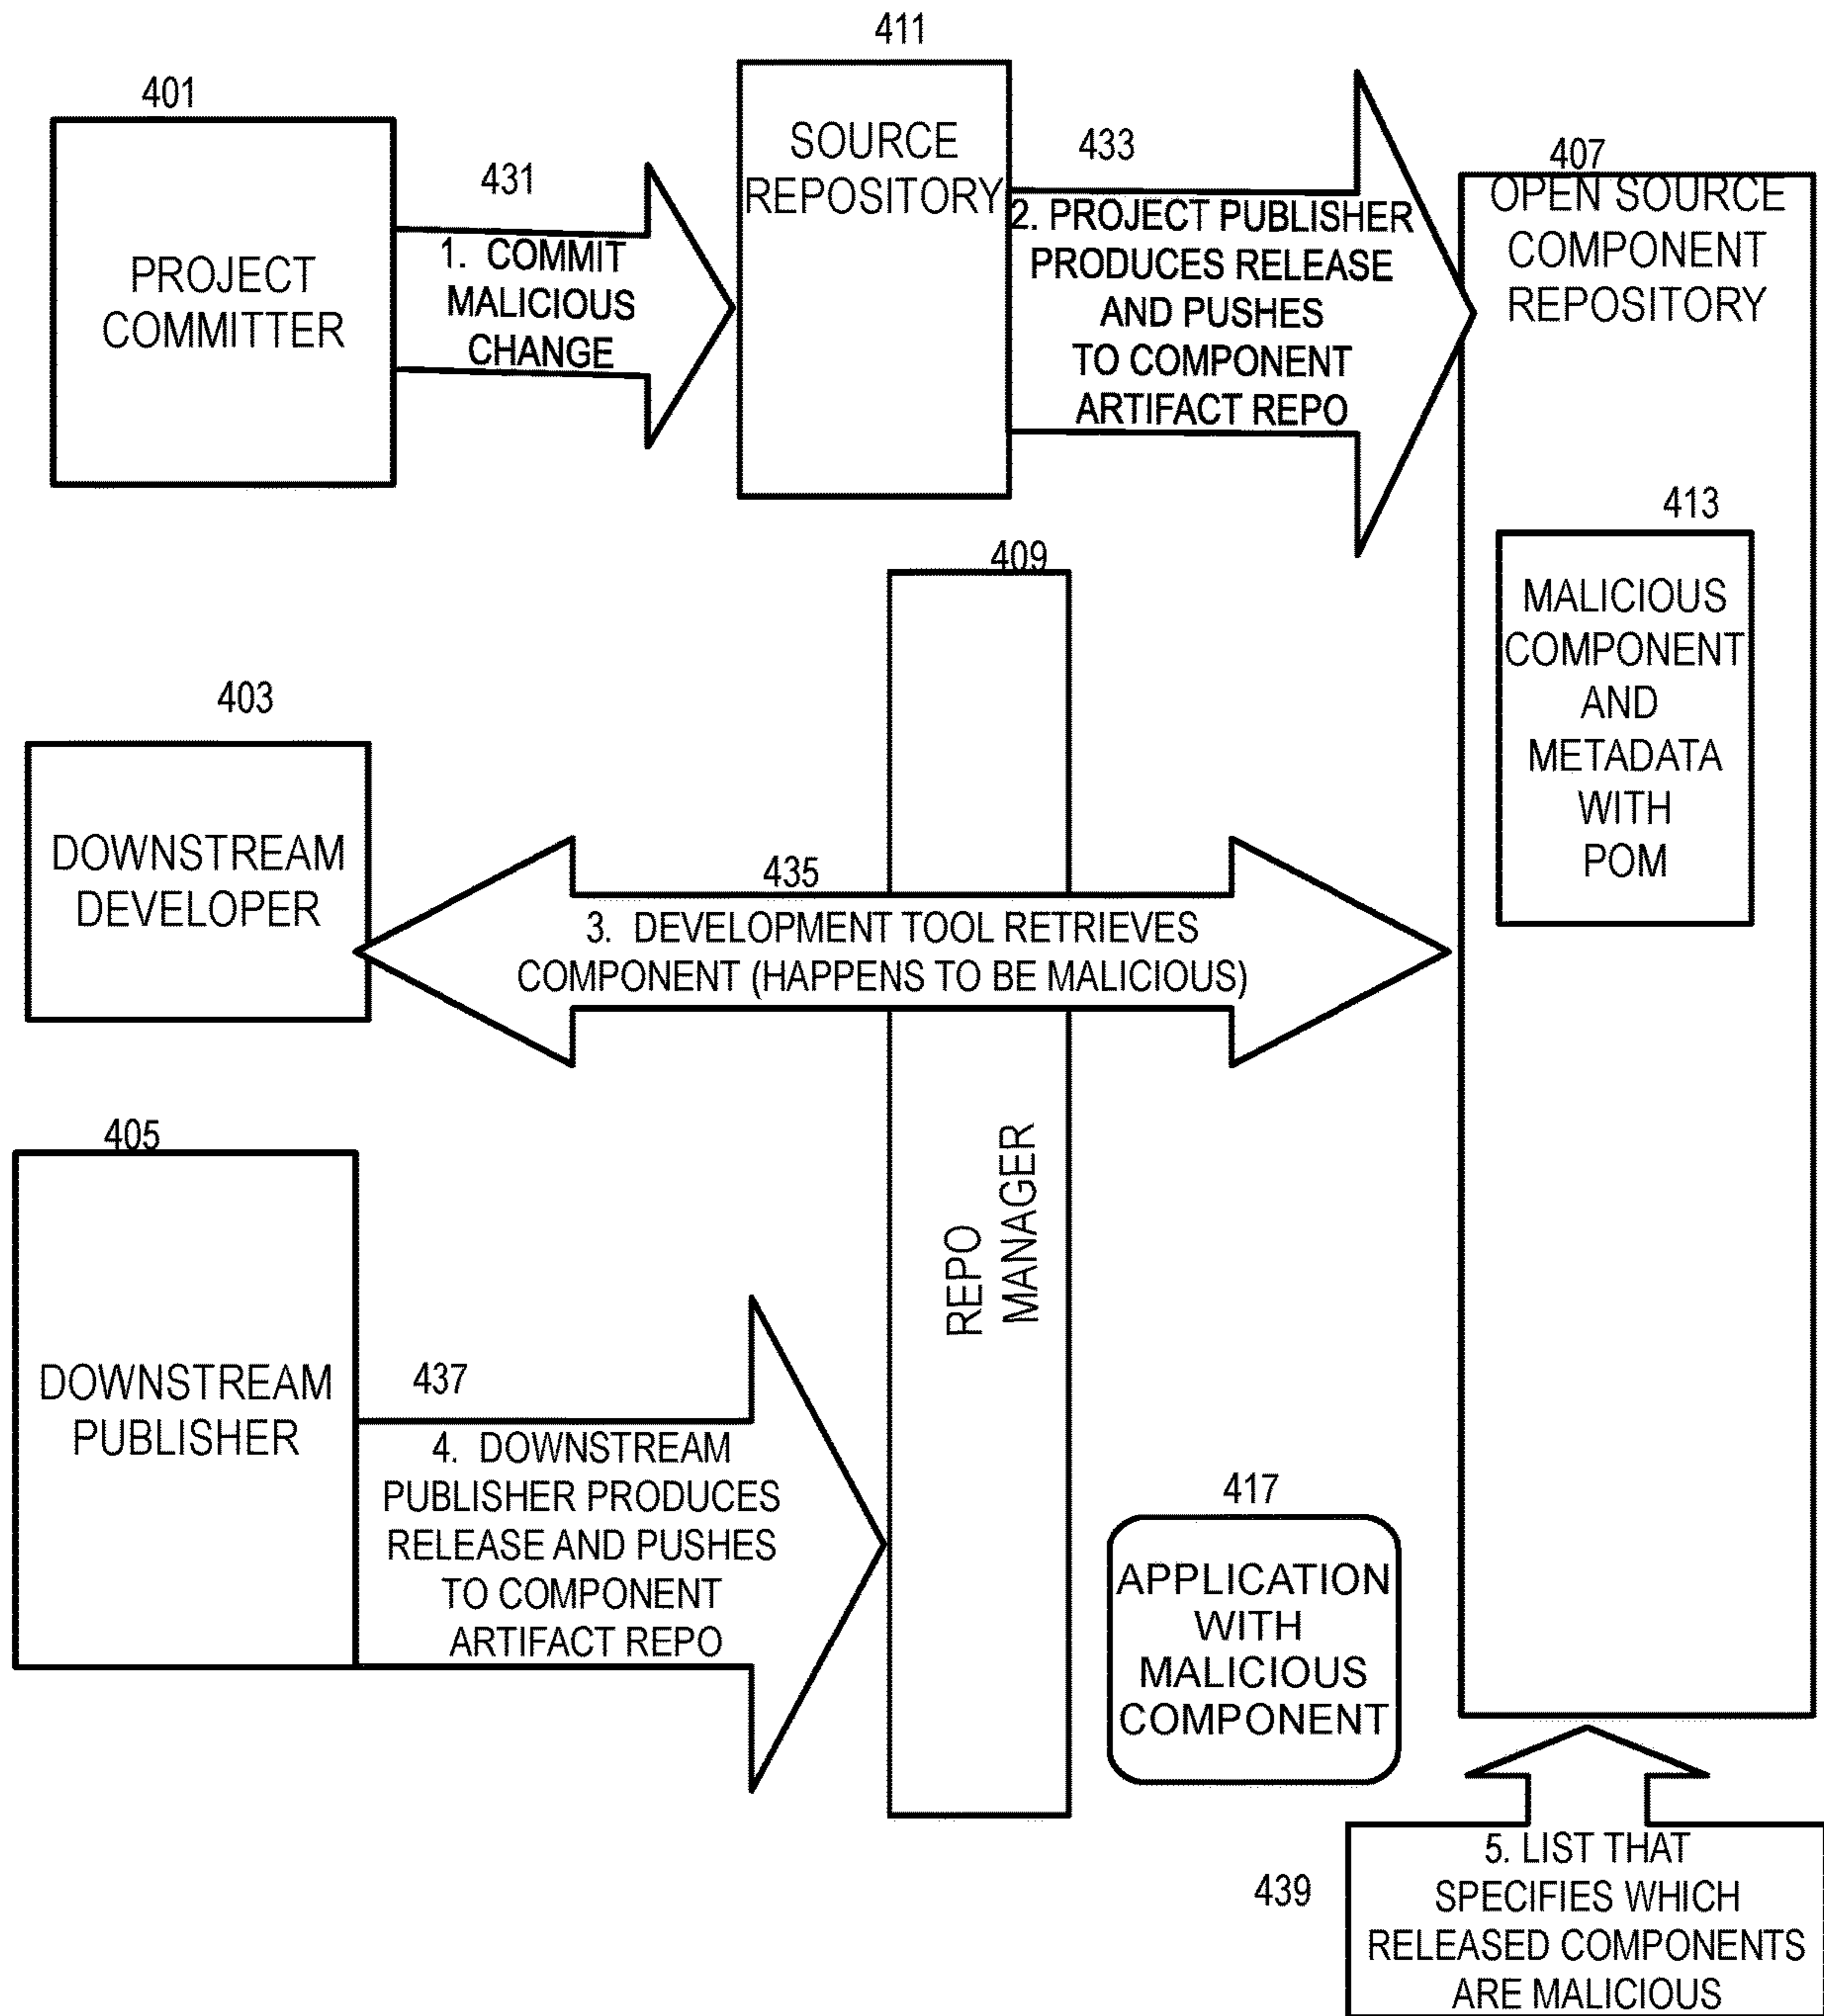 411
401
SOURCE
REPOSITORY
433
407
431
OPEN SOURCE
COMPONENT
REPOSITORY
2. PROJECT PUBLISHER
PRODUCES RELEASE
AND PUSHES
TO COMPONENT
ARTIFACT REPO
1. COMMIT
MALICIOUS
CHANGE
PROJECT
COMMITTER
413
409
MALICIOUS
COMPONENT
AND
METADATA
WITH
POM
403
DOWNSTREAM
DEVELOPER
435
3. DEVELOPMENT TOOL RETRIEVES
COMPONENT (HAPPENS TO BE MALICIOUS)
405
REPO
MANAGER
DOWNSTREAM
PUBLISHER
437
4. DOWNSTREAM
PUBLISHER PRODUCES
RELEASE AND PUSHES
TO COMPONENT
ARTIFACT REPO
417
APPLICATION
WITH
MALICIOUS
COMPONENT
439
5. LIST THAT
SPECIFIES WHICH
RELEASED COMPONENTS
ARE MALICIOUS